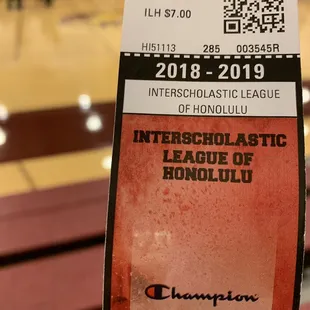 ILH $7.00
HI51113 285 003545R
2018 - 2019
INTERSCHOLASTIC LEAGUE
OF HONOLULU
INTERSCHOLASTIC
LEAGUE OF
HONOLULU
Champion